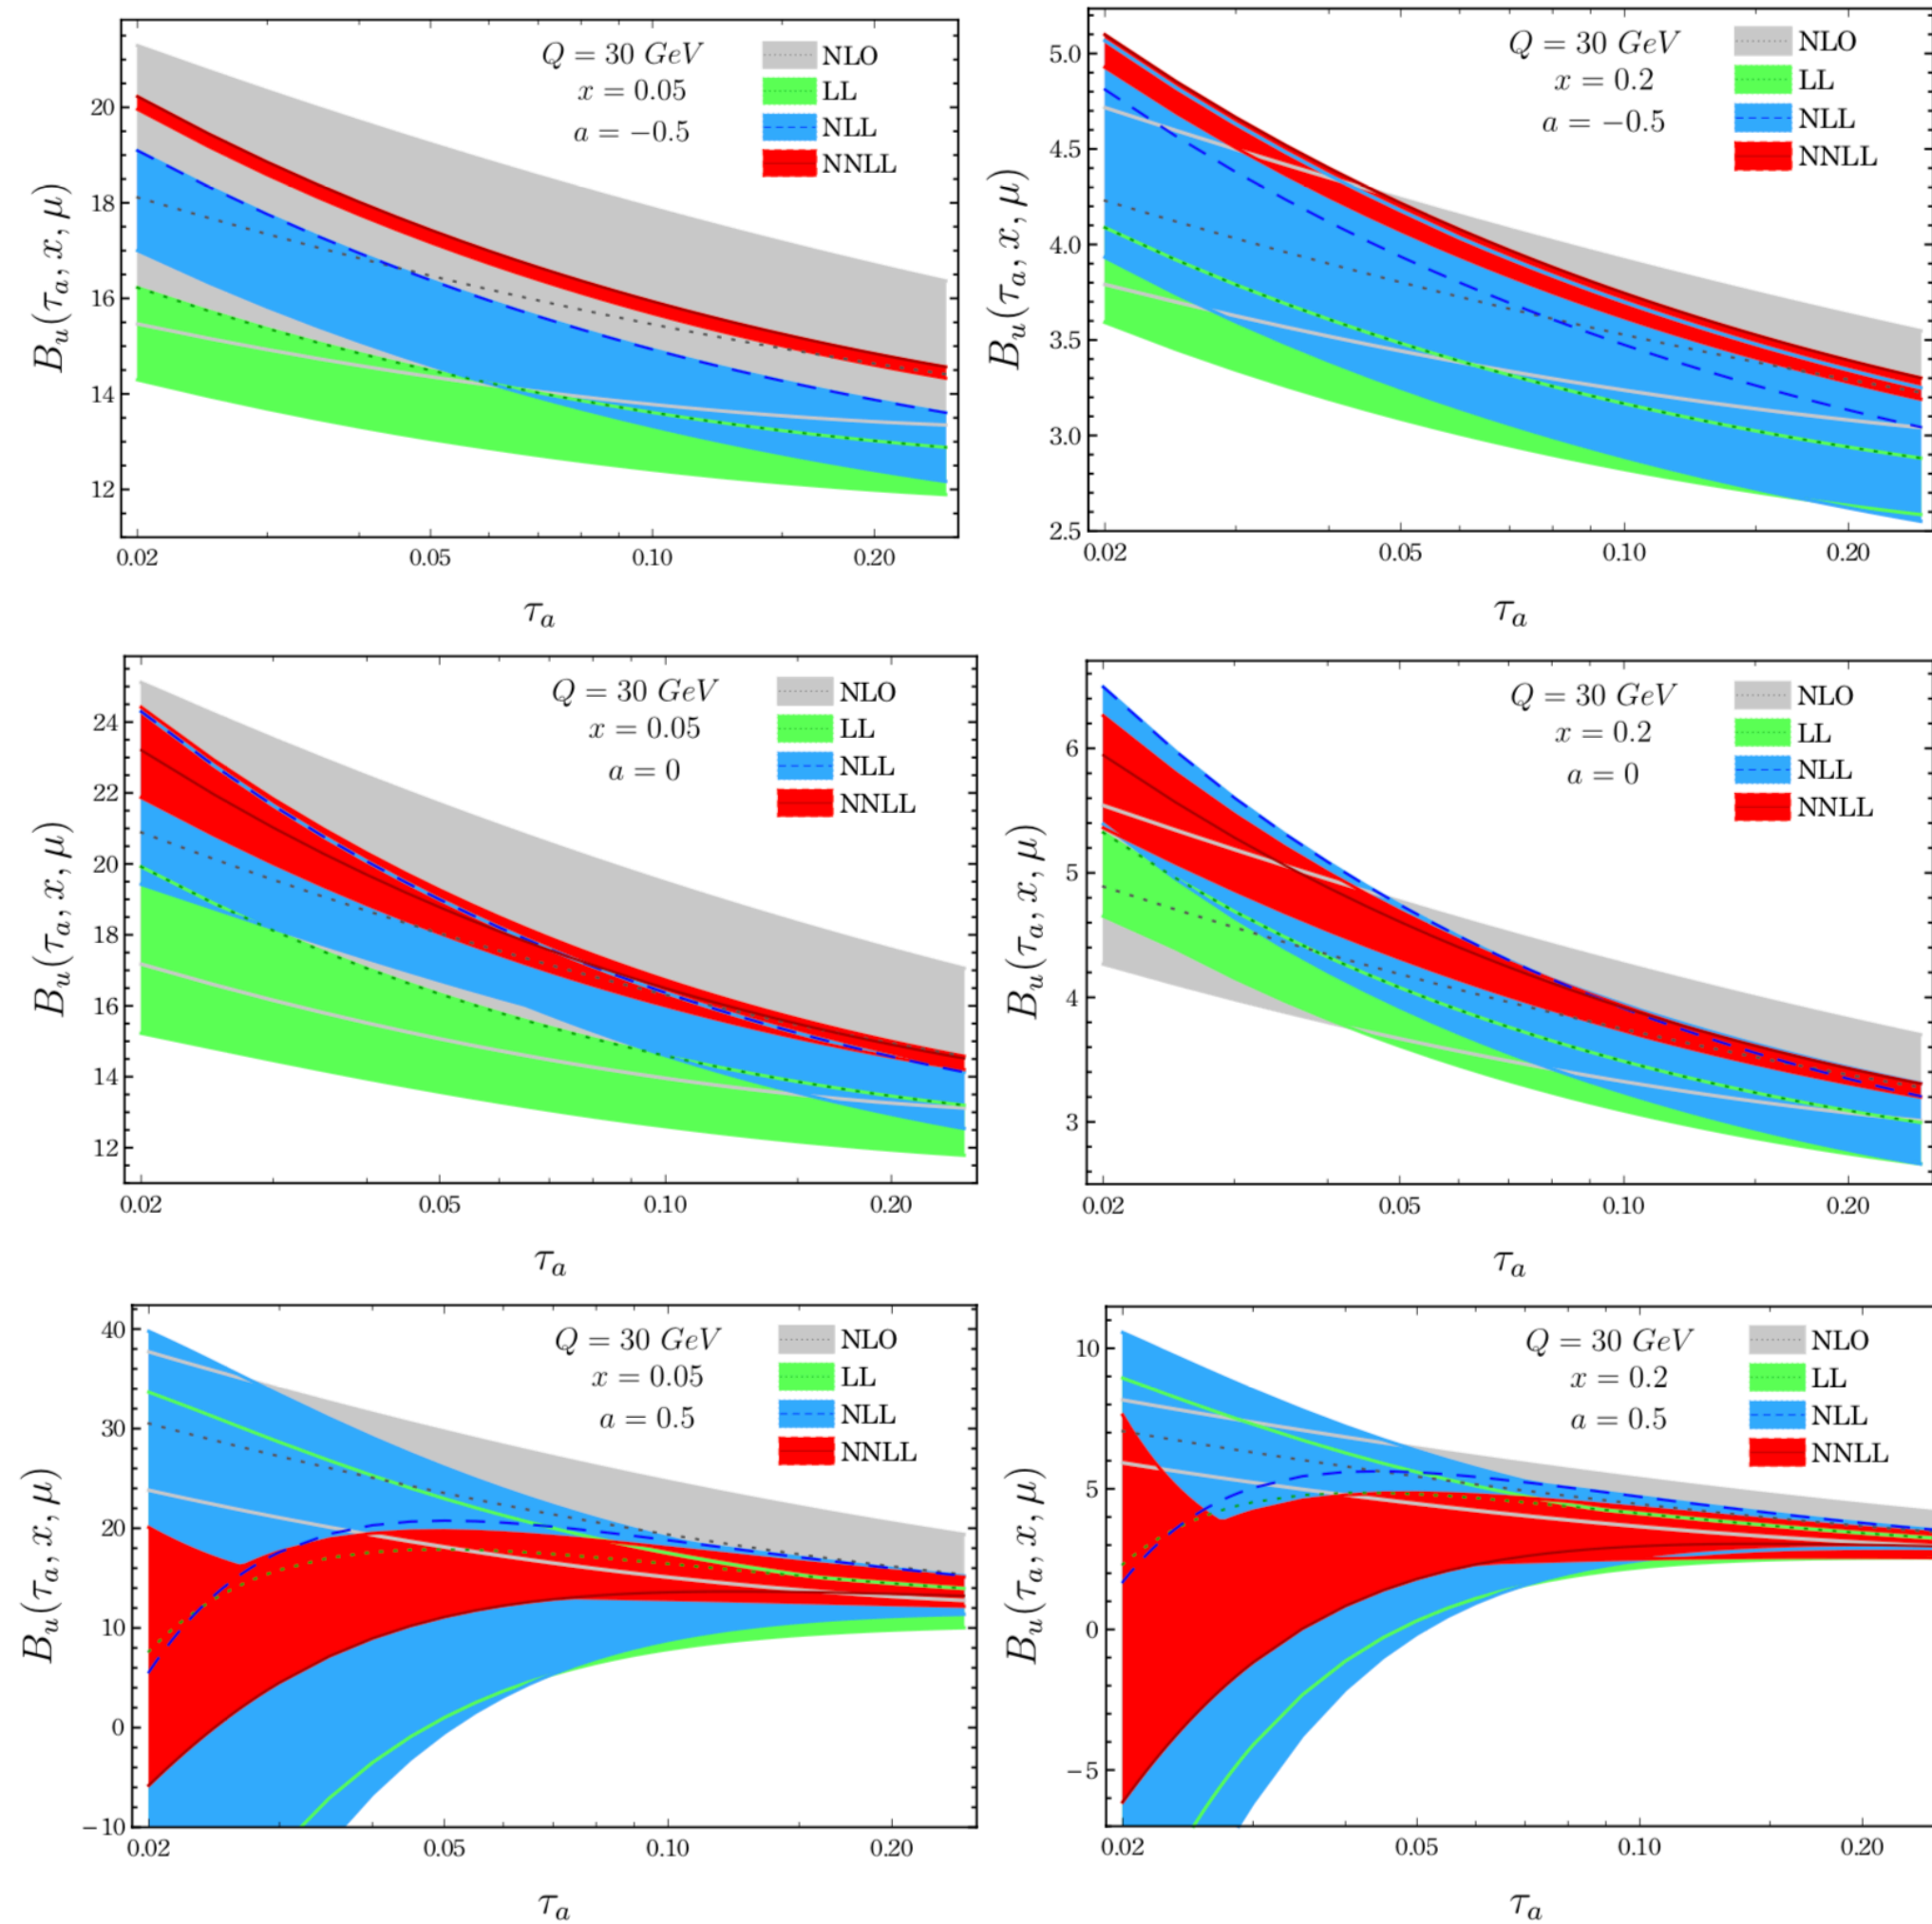 Q = 30 GeV
x = 0.05
a = −0.5
NLO
LL
NLL
NNLL
B_u(τ_a, x, μ)
20
18
16
14
12
0.02 0.05 0.10 0.20
τ_a
Q = 30 GeV
x = 0.2
a = −0.5
NLO
LL
NLL
NNLL
B_u(τ_a, x, μ)
5.0
4.5
4.0
3.5
3.0
2.5
0.02 0.05 0.10 0.20
τ_a
Q = 30 GeV
x = 0.05
a = 0
NLO
LL
NLL
NNLL
B_u(τ_a, x, μ)
24
22
20
18
16
14
12
0.02 0.05 0.10 0.20
τ_a
Q = 30 GeV
x = 0.2
a = 0
NLO
LL
NLL
NNLL
B_u(τ_a, x, μ)
6
5
4
3
0.02 0.05 0.10 0.20
τ_a
Q = 30 GeV
x = 0.05
a = 0.5
NLO
LL
NLL
NNLL
B_u(τ_a, x, μ)
40
30
20
10
0
−10
0.02 0.05 0.10 0.20
τ_a
Q = 30 GeV
x = 0.2
a = 0.5
NLO
LL
NLL
NNLL
B_u(τ_a, x, μ)
10
5
0
−5
0.02 0.05 0.10 0.20
τ_a